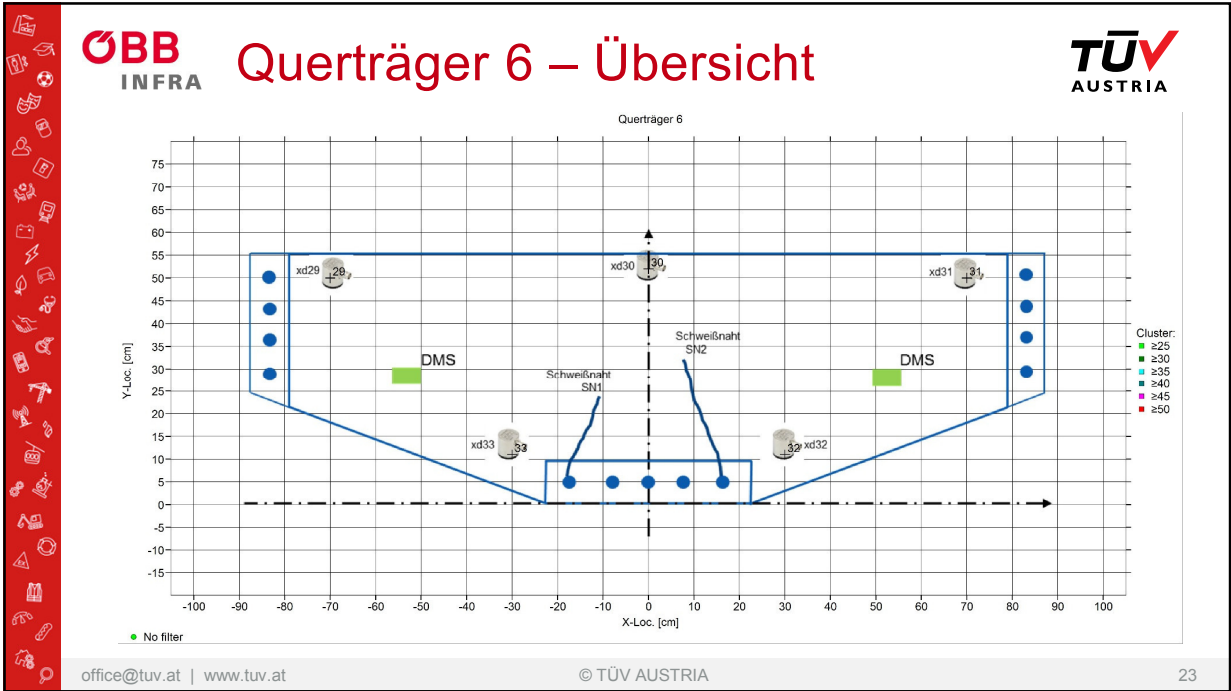 ÖBB
INFRA
Querträger 6 – Übersicht
TÜV
AUSTRIA
Querträger 6
75
70
65
60
55
50
45
40
35
30
25
20
15
10
5
0
-5
-10
-15
Y-Loc. [cm]
xd29 29
xd30 30
xd31 31
Schweißnaht
SN2
DMS
DMS
Schweißnaht
SN1
xd33 33
32 xd32
Cluster:
≥25
≥30
≥35
≥40
≥45
≥50
-100 -90 -80 -70 -60 -50 -40 -30 -20 -10 0 10 20 30 40 50 60 70 80 90 100
X-Loc. [cm]
No filter
office@tuv.at | www.tuv.at © TÜV AUSTRIA 23